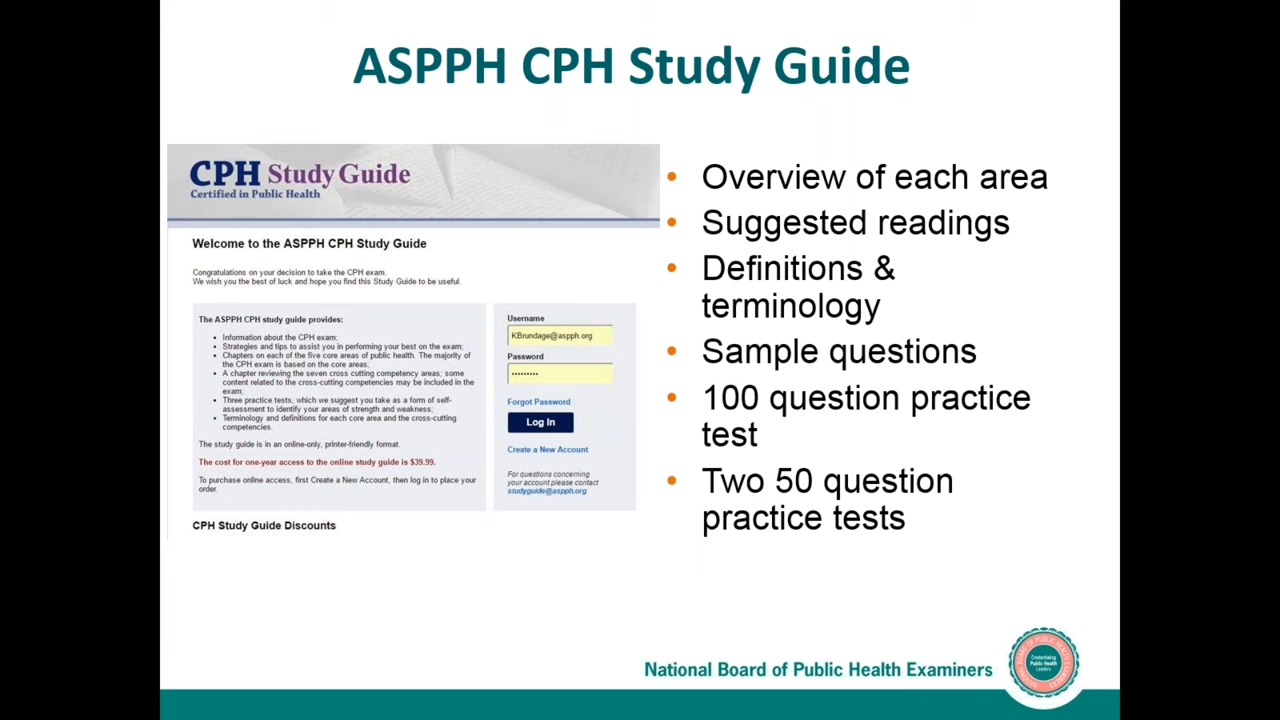 ASPPH CPH Study Guide
CPH Study Guide
Certified in Public Health
Welcome to the ASPPH CPH Study Guide
Congratulations on your decision to take the CPH exam.
We wish you the best of luck and hope you find this Study Guide to be useful.
The ASPPH CPH study guide provides:
• Information about the CPH exam;
• Strategies and tips to assist you in performing your best on the exam;
• Chapters on each of the five core areas of public health. The majority of
the CPH exam is based on the core areas;
• A chapter reviewing the seven cross cutting competency areas; some
content related to the cross-cutting competencies may be included in the
exam;
• Three practice tests, which we suggest you take as a form of self-
assessment to identify your areas of strength and weakness;
• Terminology and definitions for each core area and the cross-cutting
competencies.
The study guide is in an online-only, printer-friendly format.
The cost for one-year access to the online study guide is $39.99.
To purchase online access, first Create a New Account, then log in to place your
order.
Username
KBrundage@aspph.org
Password
•••••••••
Forgot Password
Log In
Create a New Account
For questions concerning
your account please contact
studyguide@aspph.org
CPH Study Guide Discounts
• Overview of each area
• Suggested readings
• Definitions &
terminology
• Sample questions
• 100 question practice
test
• Two 50 question
practice tests
National Board of Public Health Examiners
NATIONAL BOARD OF PUBLIC HEALTH EXAMINERS
Credentialing
Public Health
Leaders